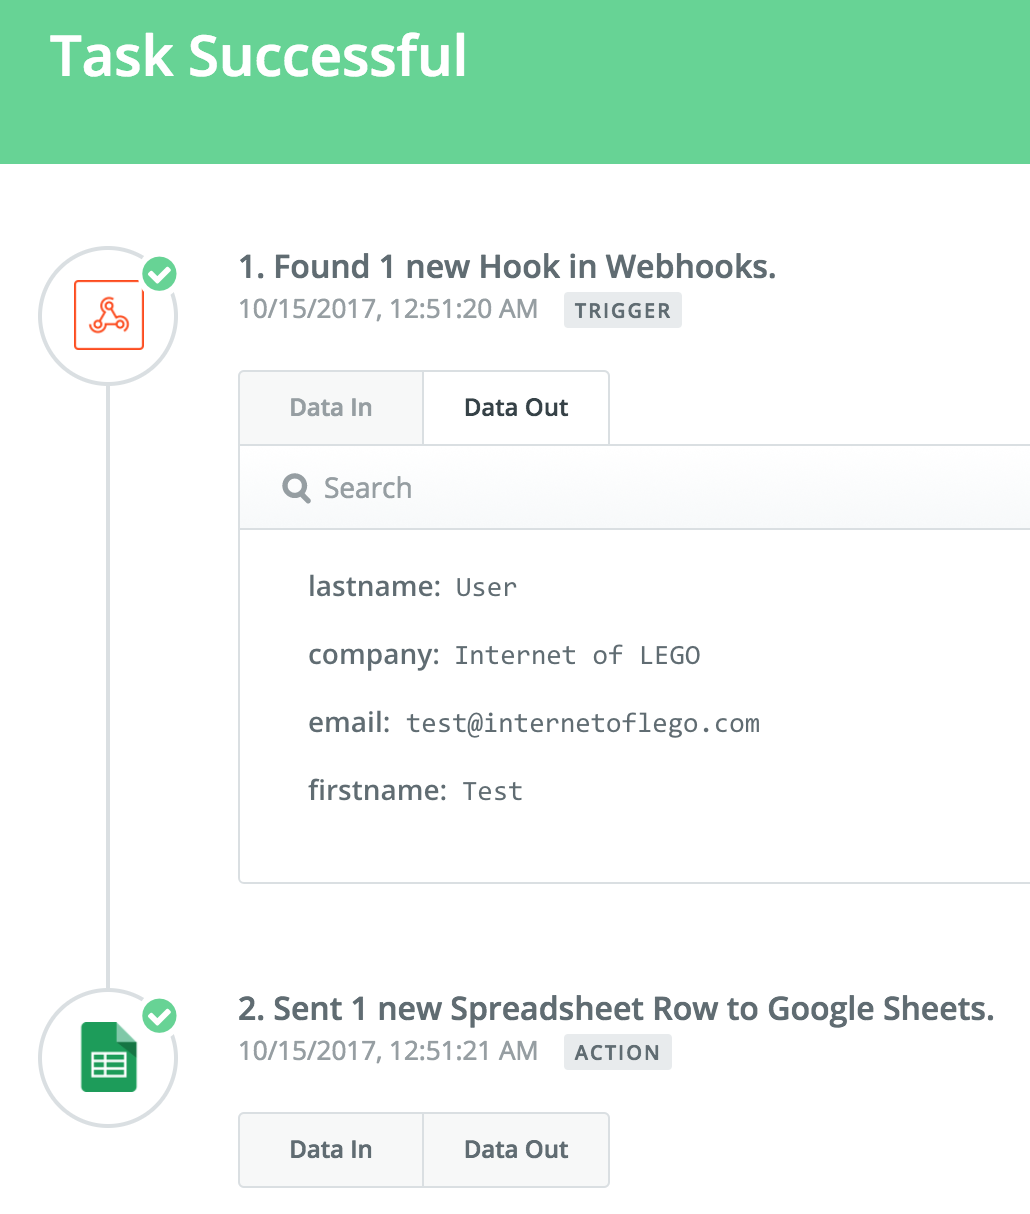 Task Successful
1. Found 1 new Hook in Webhooks.
10/15/2017, 12:51:20 AM TRIGGER
Data In Data Out
Search
lastname: User
company: Internet of LEGO
email: test@internetoflego.com
firstname: Test
2. Sent 1 new Spreadsheet Row to Google Sheets.
10/15/2017, 12:51:21 AM ACTION
Data In Data Out